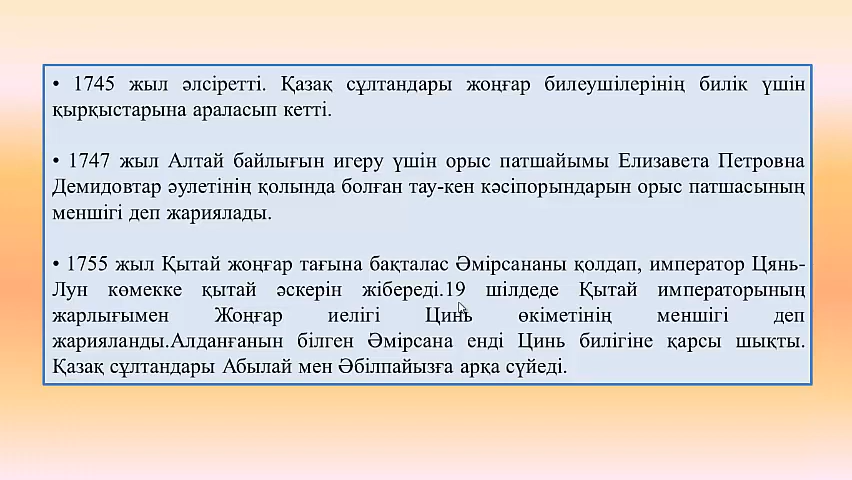 • 1745 жыл әлсіретті. Қазақ сұлтандары жоңғар билеушілерінің билік үшін
қырқыстарына араласып кетті.
• 1747 жыл Алтай байлығын игеру үшін орыс патшайымы Елизавета Петровна
Демидовтар әулетінің қолында болған тау-кен кәсіпорындарын орыс патшасының
меншігі деп жариялады.
• 1755 жыл Қытай жоңғар тағына бақталас Әмірсананы қолдап, император Цянь-
Лун көмекке қытай әскерін жібереді.19 шілдеде Қытай императорының
жарлығымен Жоңғар иелігі Цинь өкіметінің меншігі деп
жарияланды.Алданғанын білген Әмірсана енді Цинь билігіне қарсы шықты.
Қазақ сұлтандары Абылай мен Әбілпайызға арқа сүйеді.